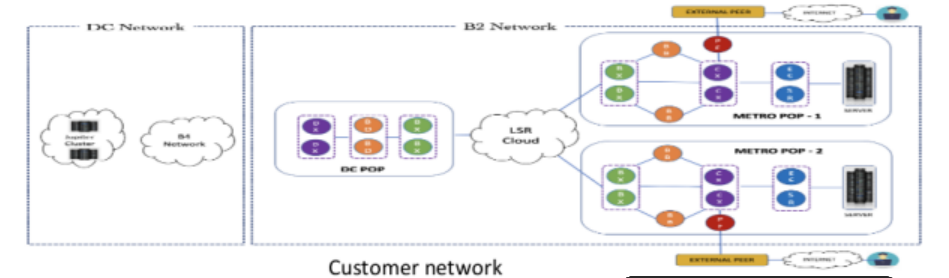 EXTERNAL PEER
INTERNET
DC Network
B2 Network
P
F
B
R
B
X
B
X
C
X
C
X
E
C
S
R
B
R
SERVER
METRO POP - 1
Jupiter
Cluster
B4
Network
D
X
D
X
B
D
B
D
B
X
B
X
DC POP
LSR
Cloud
METRO POP - 2
B
R
B
X
B
X
C
X
C
X
E
C
S
R
B
R
P
F
SERVER
EXTERNAL PEER
INTERNET
Customer network